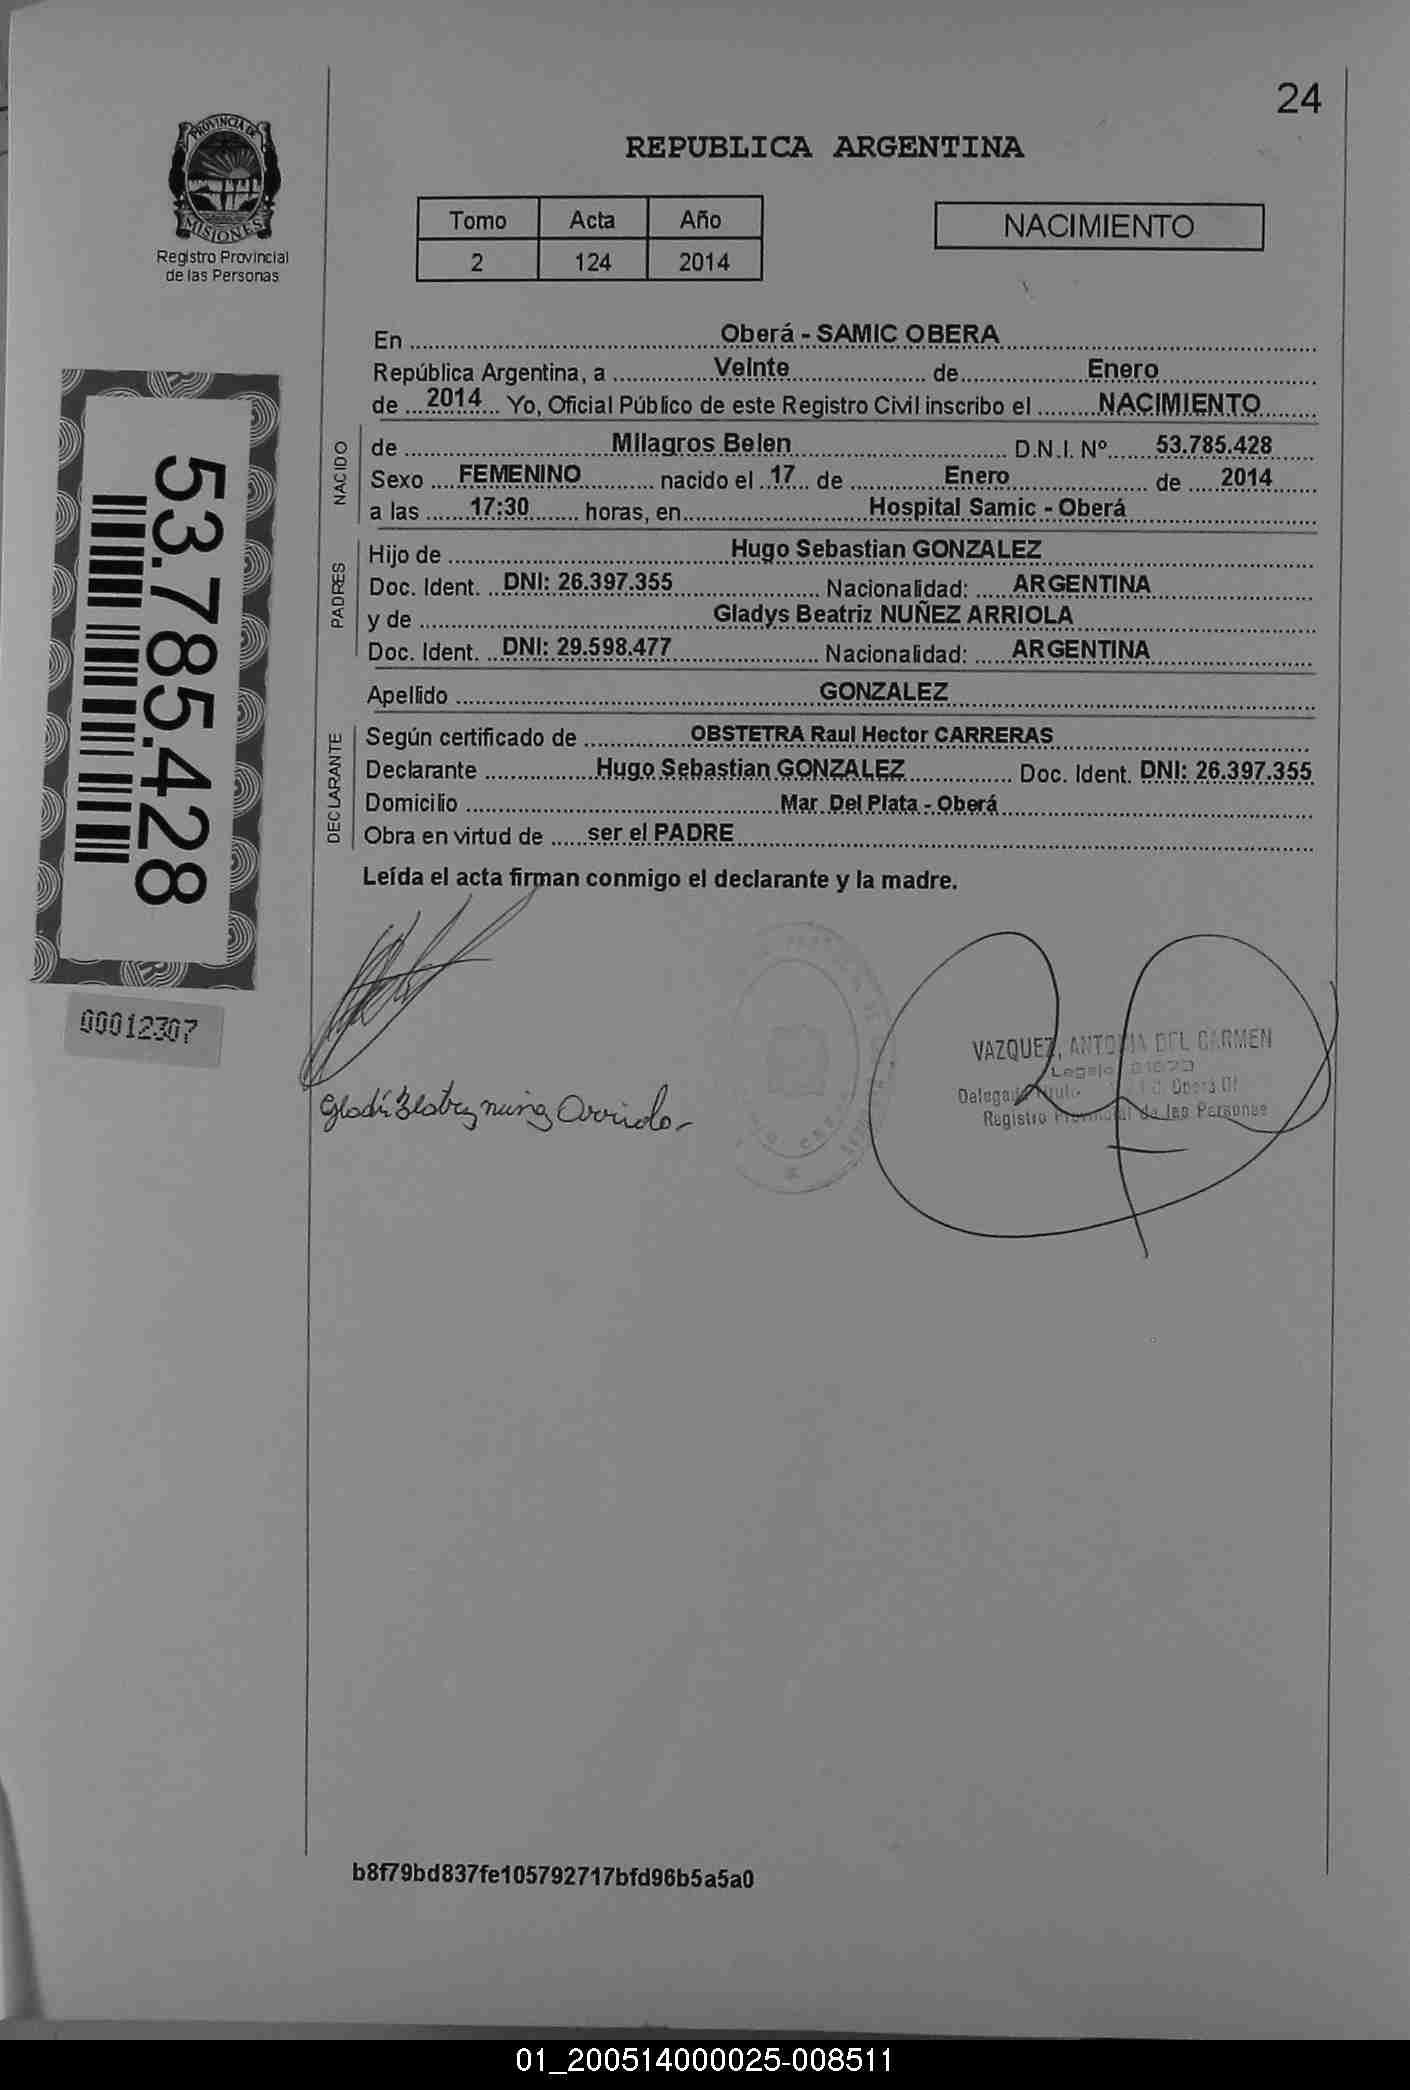 24
PROVINCIA DE
MISIONES
Registro Provincial
de las Personas
REPUBLICA ARGENTINA
Tomo Acta Año
2 124 2014
NACIMIENTO
En Oberá - SAMIC OBERA
República Argentina, a Veinte de Enero
de 2014 Yo, Oficial Público de este Registro Civil inscribo el NACIMIENTO
NACIDO
de Milagros Belen D.N.I. Nº 53.785.428
Sexo FEMENINO nacido el 17 de Enero de 2014
a las 17:30 horas, en Hospital Samic - Oberá
PADRES
Hijo de Hugo Sebastian GONZALEZ
Doc. Ident. DNI: 26.397.355 Nacionalidad: ARGENTINA
y de Gladys Beatriz NUÑEZ ARRIOLA
Doc. Ident. DNI: 29.598.477 Nacionalidad: ARGENTINA
Apellido GONZALEZ
DECLARANTE
Según certificado de OBSTETRA Raul Hector CARRERAS
Declarante Hugo Sebastian GONZALEZ Doc. Ident. DNI: 26.397.355
Domicilio Mar Del Plata - Oberá
Obra en virtud de ser el PADRE
Leída el acta firman conmigo el declarante y la madre.
53.785.428
00012307
VAZQUEZ, ANTONIA DEL CARMEN
Legajo
Registro Provincial de las Personas
b8f79bd837fe105792717bfd96b5a5a0
01_200514000025-008511